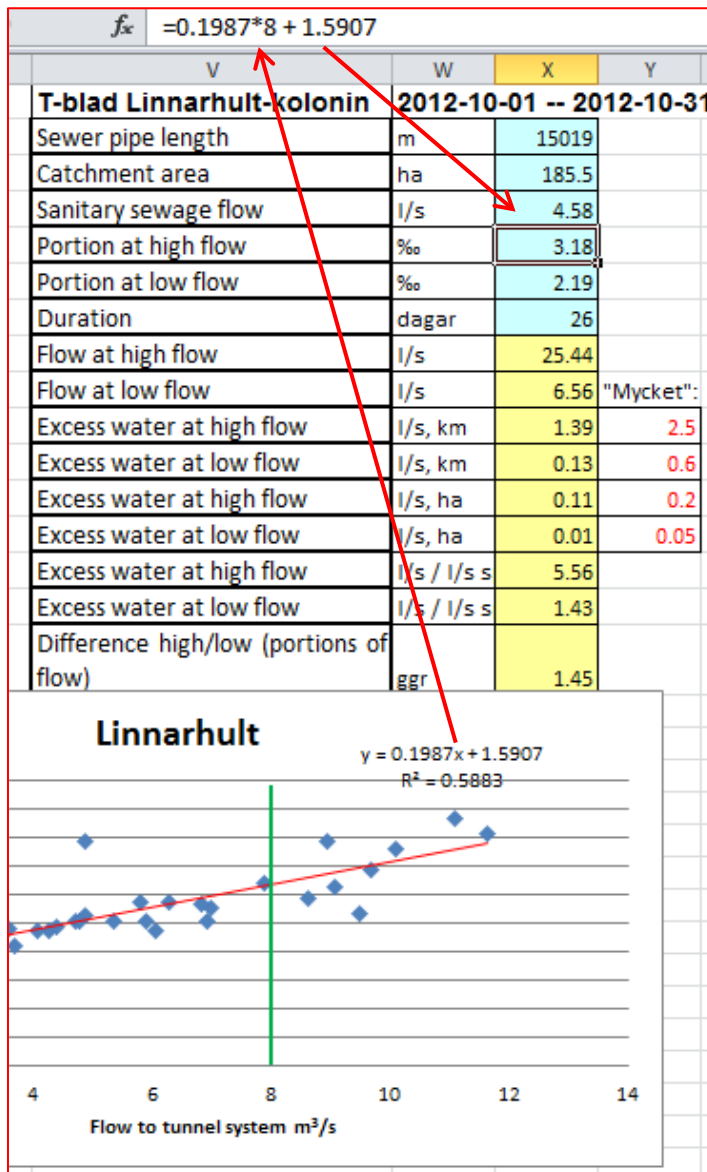 fx =0.1987*8 + 1.5907
V W X Y
T-blad Linnarhult-kolonin 2012-10-01 -- 2012-10-31
Sewer pipe length m 15019
Catchment area ha 185.5
Sanitary sewage flow l/s 4.58
Portion at high flow ‰ 3.18
Portion at low flow ‰ 2.19
Duration dagar 26
Flow at high flow l/s 25.44
Flow at low flow l/s 6.56 "Mycket":
Excess water at high flow l/s, km 1.39 2.5
Excess water at low flow l/s, km 0.13 0.6
Excess water at high flow l/s, ha 0.11 0.2
Excess water at low flow l/s, ha 0.01 0.05
Excess water at high flow l/s / l/s s 5.56
Excess water at low flow l/s / l/s s 1.43
Difference high/low (portions of
flow) ggr 1.45
Linnarhult
y = 0.1987x + 1.5907
R² = 0.5883
4 6 8 10 12 14
Flow to tunnel system m³/s